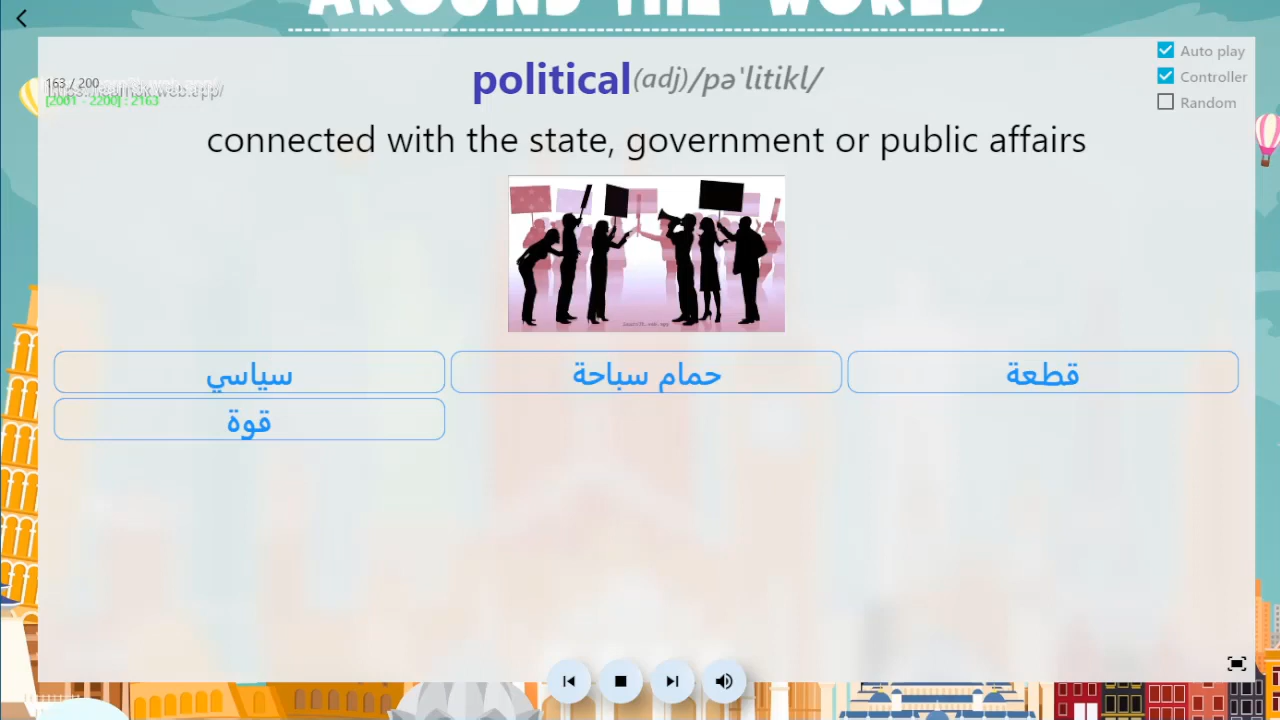 AROUND THE WORLD
political(adj)/pə'litikl/
163 / 200
[2001 - 2200] : 2163
Auto play
Controller
Random
connected with the state, government or public affairs
سياسي
حمام سباحة
قطعة
قوة